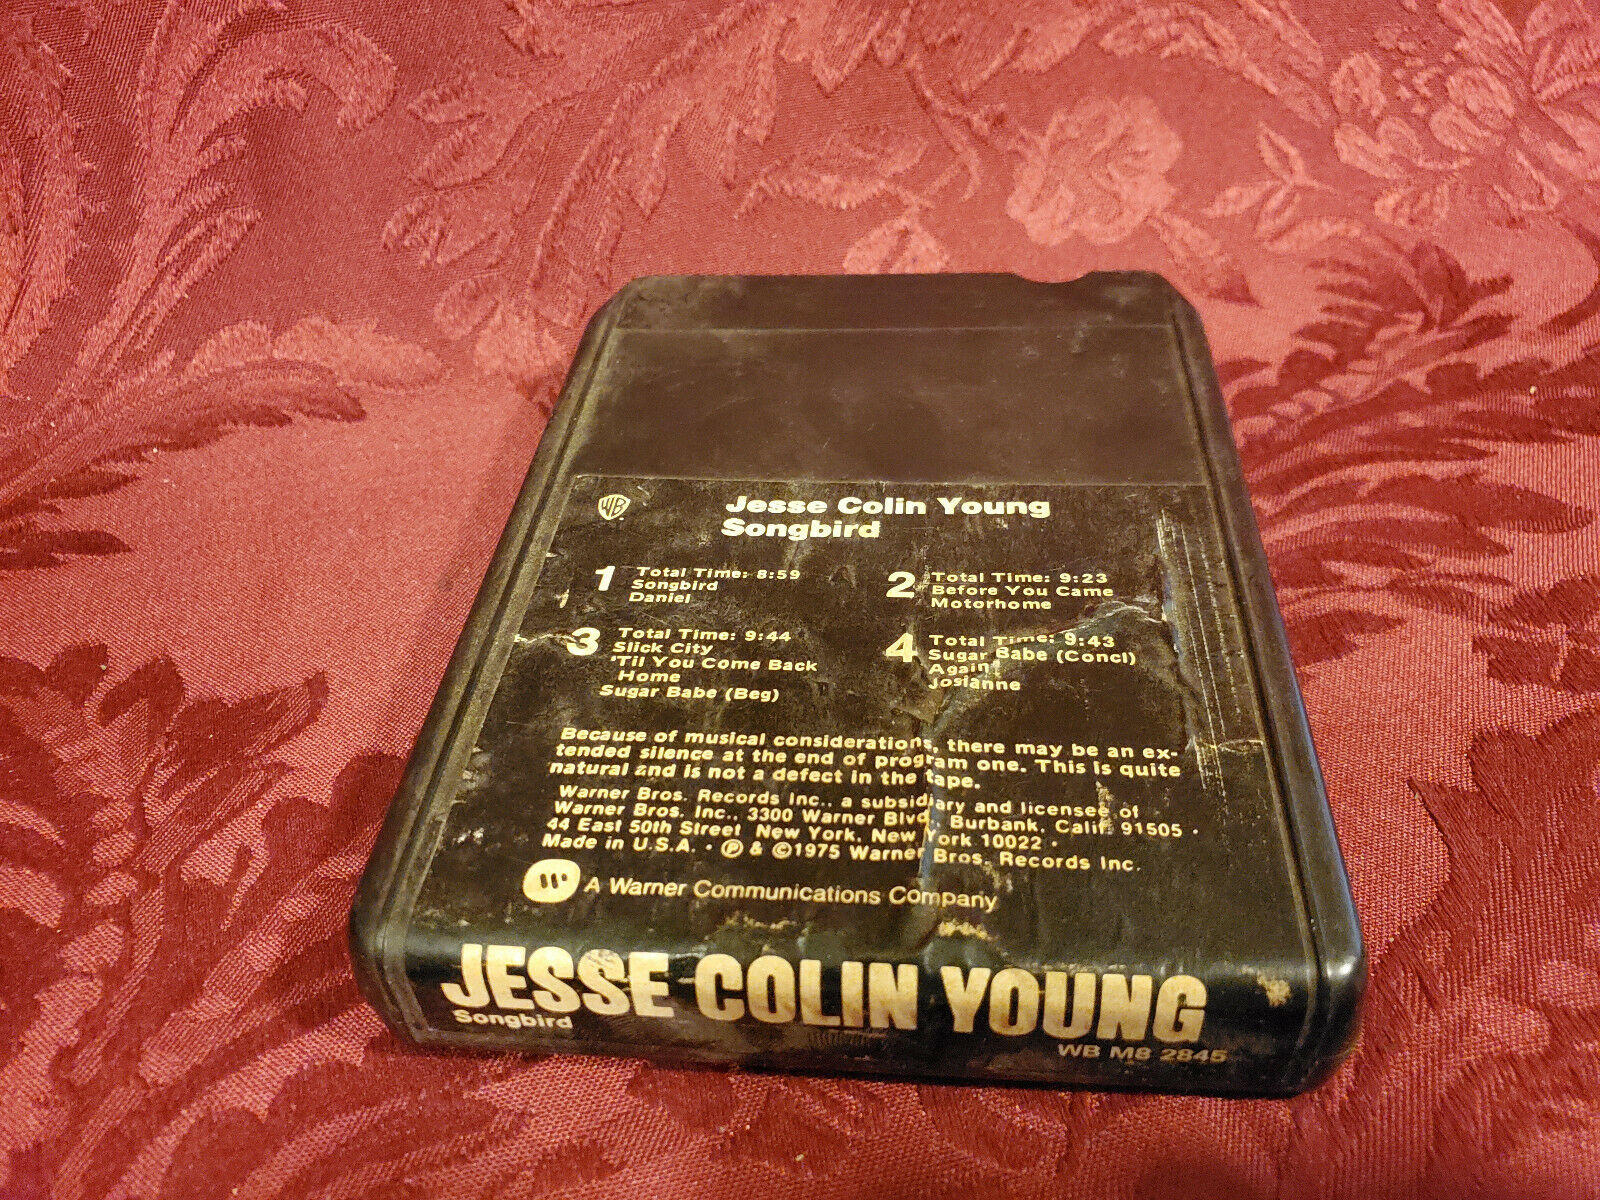 WB
Jesse Colin Young
Songbird
1 Total Time: 8:59
Songbird
Daniel
2 Total Time: 9:23
Before You Came
Motorhome
3 Total Time: 9:44
Slick City
'Til You Come Back
Home
Sugar Babe (Beg)
4 Total Time: 9:43
Sugar Babe (Concl)
Again
Josianne
Because of musical considerations, there may be an ex-
tended silence at the end of program one. This is quite
natural and is not a defect in the tape.
Warner Bros. Records Inc., a subsidiary and licensee of
Warner Bros. Inc., 3300 Warner Blvd., Burbank, Calif. 91505 •
44 East 50th Street, New York, New York 10022 •
Made in U.S.A. • ℗ & ©1975 Warner Bros. Records Inc.
A Warner Communications Company
JESSE COLIN YOUNG
Songbird
WB M8 2845